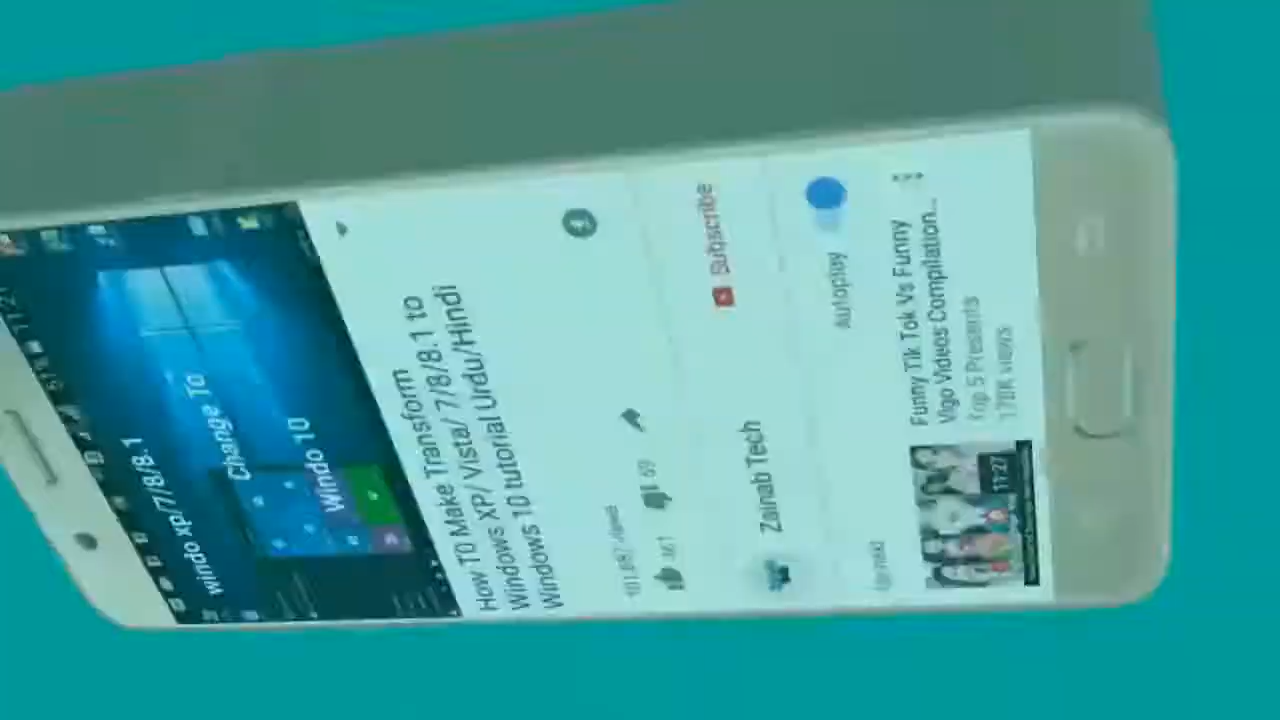 windo xp/7/8/8.1
Change To
Windo 10
How TO Make Transform
Windows XP/ Vista/ 7/8/8.1 to
Windows 10 tutorial Urdu/Hindi
69
Zainab Tech
Subscribe
Autoplay
Funny Tik Tok Vs Funny
Vigo Videos Compilation...
Top 5 Presents
170K views
11:27